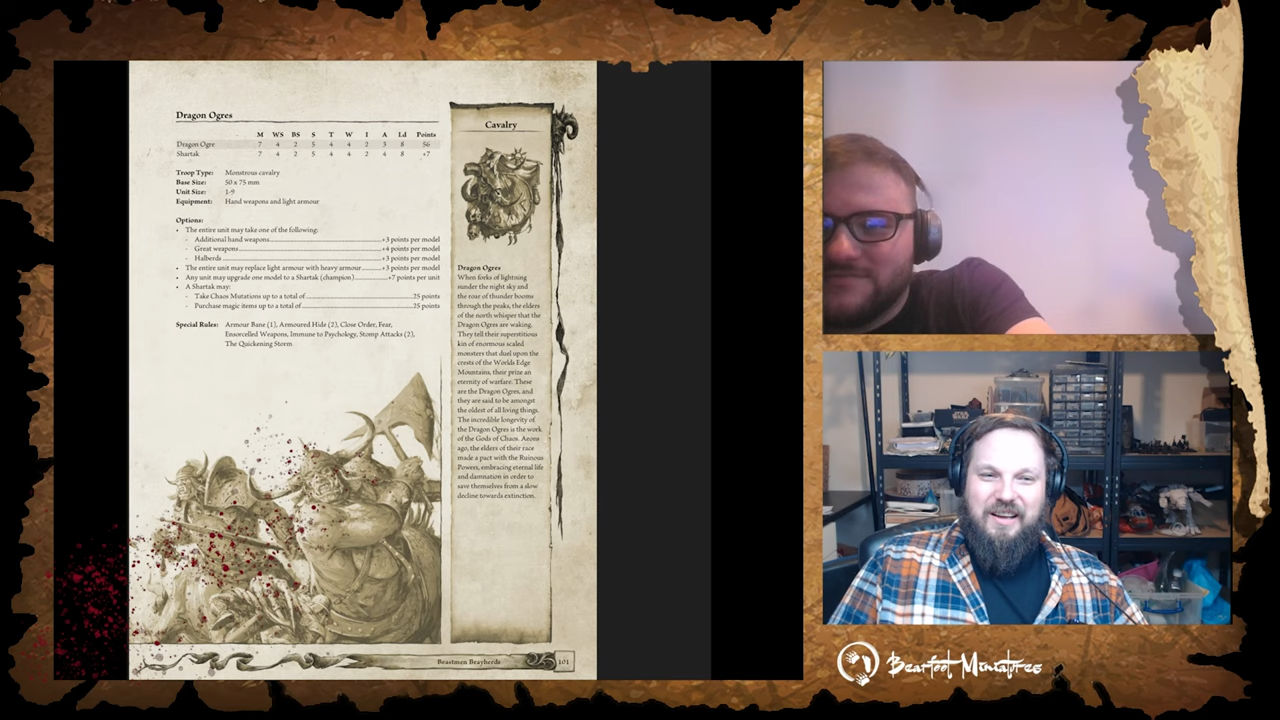 Dragon Ogres
M WS BS S T W I A Ld Points
Dragon Ogre 7 4 2 5 4 4 2 3 8 56
Shartak 7 4 2 5 4 4 2 4 8 +7
Troop Type: Monstrous cavalry
Base Size: 50 x 75 mm
Unit Size: 1-9
Equipment: Hand weapons and light armour
Options:
• The entire unit may take one of the following:
- Additional hand weapons +3 points per model
- Great weapons +4 points per model
- Halberds +3 points per model
• The entire unit may replace light armour with heavy armour +3 points per model
• Any unit may upgrade one model to a Shartak (champion) +7 points per unit
• A Shartak may:
- Take Chaos Mutations up to a total of 25 points
- Purchase magic items up to a total of 25 points
Special Rules: Armour Bane (1), Armoured Hide (2), Close Order, Fear,
Ensorcelled Weapons, Immune to Psychology, Stomp Attacks (2),
The Quickening Storm
Cavalry
Dragon Ogres
When forks of lightning
sunder the night sky and
the roar of thunder booms
through the peaks, the elders
of the north whisper that the
Dragon Ogres are waking.
They tell their superstitious
kin of enormous scaled
monsters that duel upon the
crests of the Worlds Edge
Mountains, their prize an
eternity of warfare. These
are the Dragon Ogres, and
they are said to be amongst
the oldest of all living things.
The incredible longevity of
the Dragon Ogres is the work
of the Gods of Chaos. Aeons
ago, the elders of their race
made a pact with the Ruinous
Powers, embracing eternal life
and damnation in order to
save themselves from a slow
decline towards extinction.
Beastmen Brayherds 101
Bearfoot Miniatures